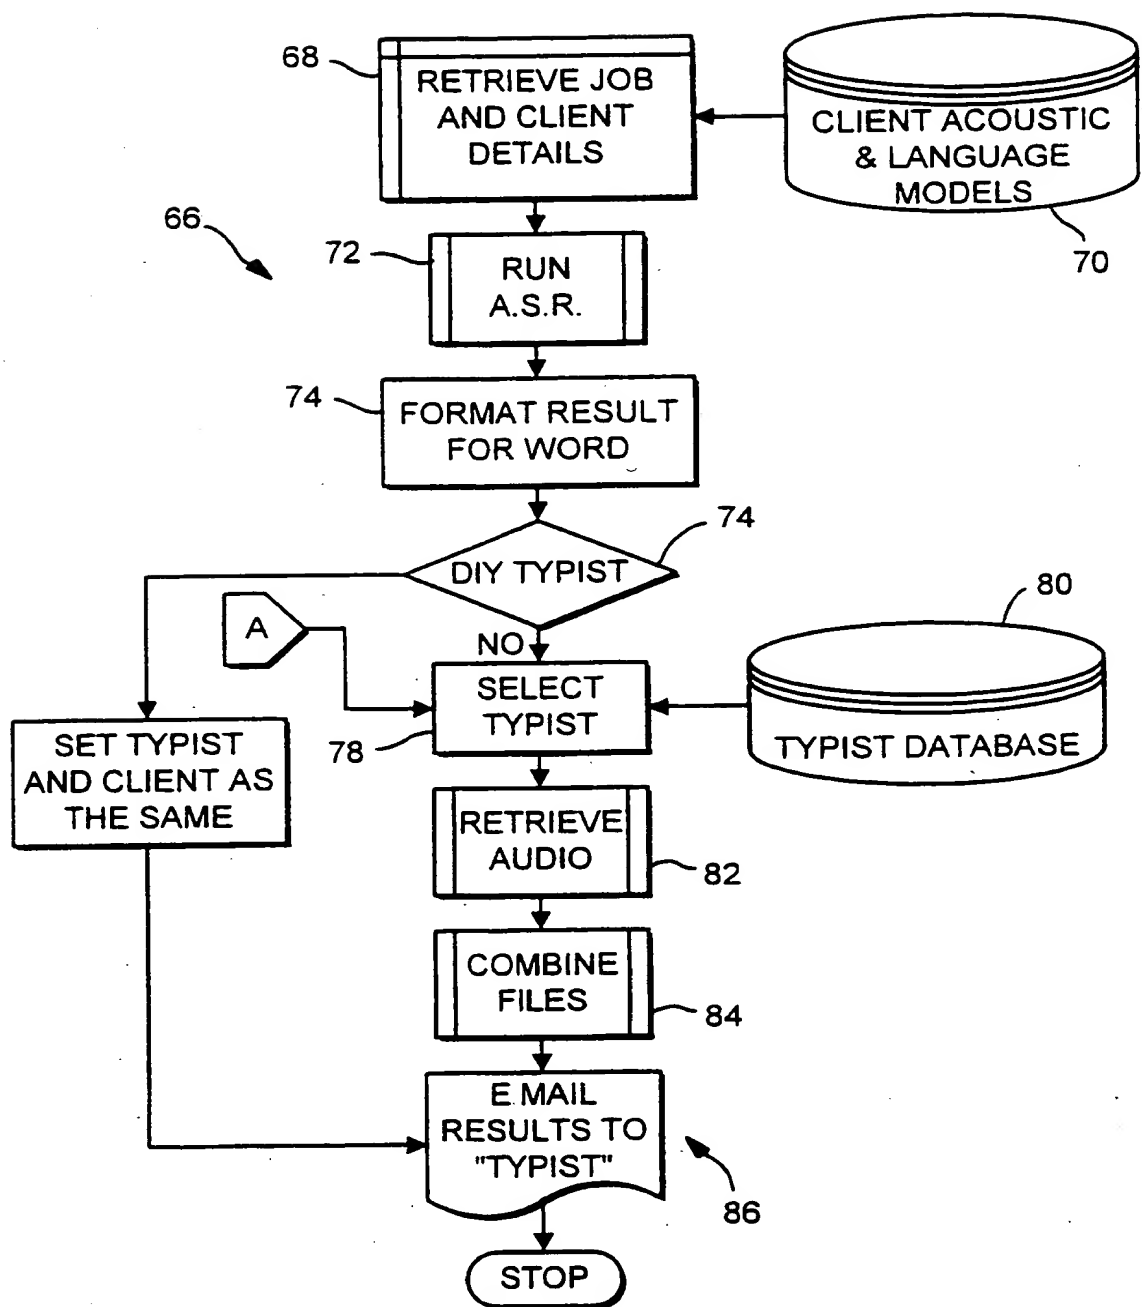 68
RETRIEVE JOB
AND CLIENT
DETAILS
CLIENT ACOUSTIC
& LANGUAGE
MODELS
70
66
72
RUN
A.S.R.
74
FORMAT RESULT
FOR WORD
74
DIY TYPIST
A
NO
80
SELECT
TYPIST
78
TYPIST DATABASE
SET TYPIST
AND CLIENT AS
THE SAME
RETRIEVE
AUDIO
82
COMBINE
FILES
84
E.MAIL
RESULTS TO
"TYPIST"
86
STOP